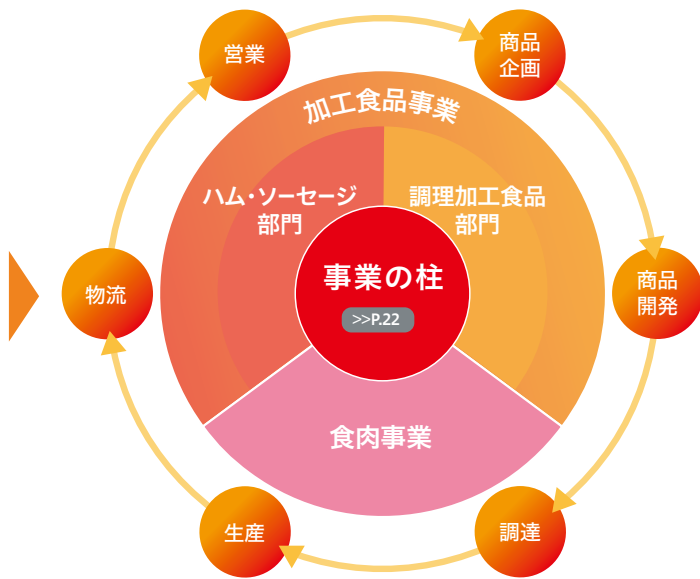 営業
商品
企画
加工食品事業
ハム・ソーセージ
部門
調理加工食品
部門
事業の柱
>>P.22
物流
商品
開発
食肉事業
生産
調達